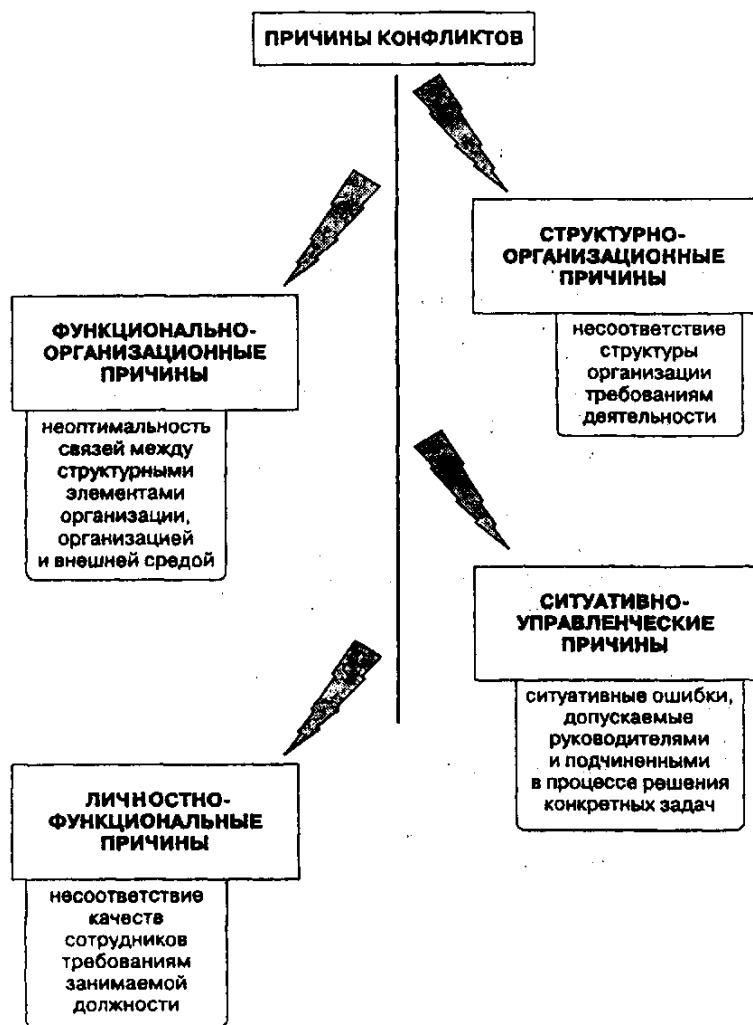 ПРИЧИНЫ КОНФЛИКТОВ
СТРУКТУРНО-
ОРГАНИЗАЦИОННЫЕ
ПРИЧИНЫ
несоответствие
структуры
организации
требованиям
деятельности
ФУНКЦИОНАЛЬНО-
ОРГАНИЗАЦИОННЫЕ
ПРИЧИНЫ
неоптимальность
связей между
структурными
элементами
организации,
организацией
и внешней средой
СИТУАТИВНО-
УПРАВЛЕНЧЕСКИЕ
ПРИЧИНЫ
ситуативные ошибки,
допускаемые
руководителями
и подчиненными
в процессе решения
конкретных задач
ЛИЧНОСТНО-
ФУНКЦИОНАЛЬНЫЕ
ПРИЧИНЫ
несоответствие
качеств
сотрудников
требованиям
занимаемой
должности